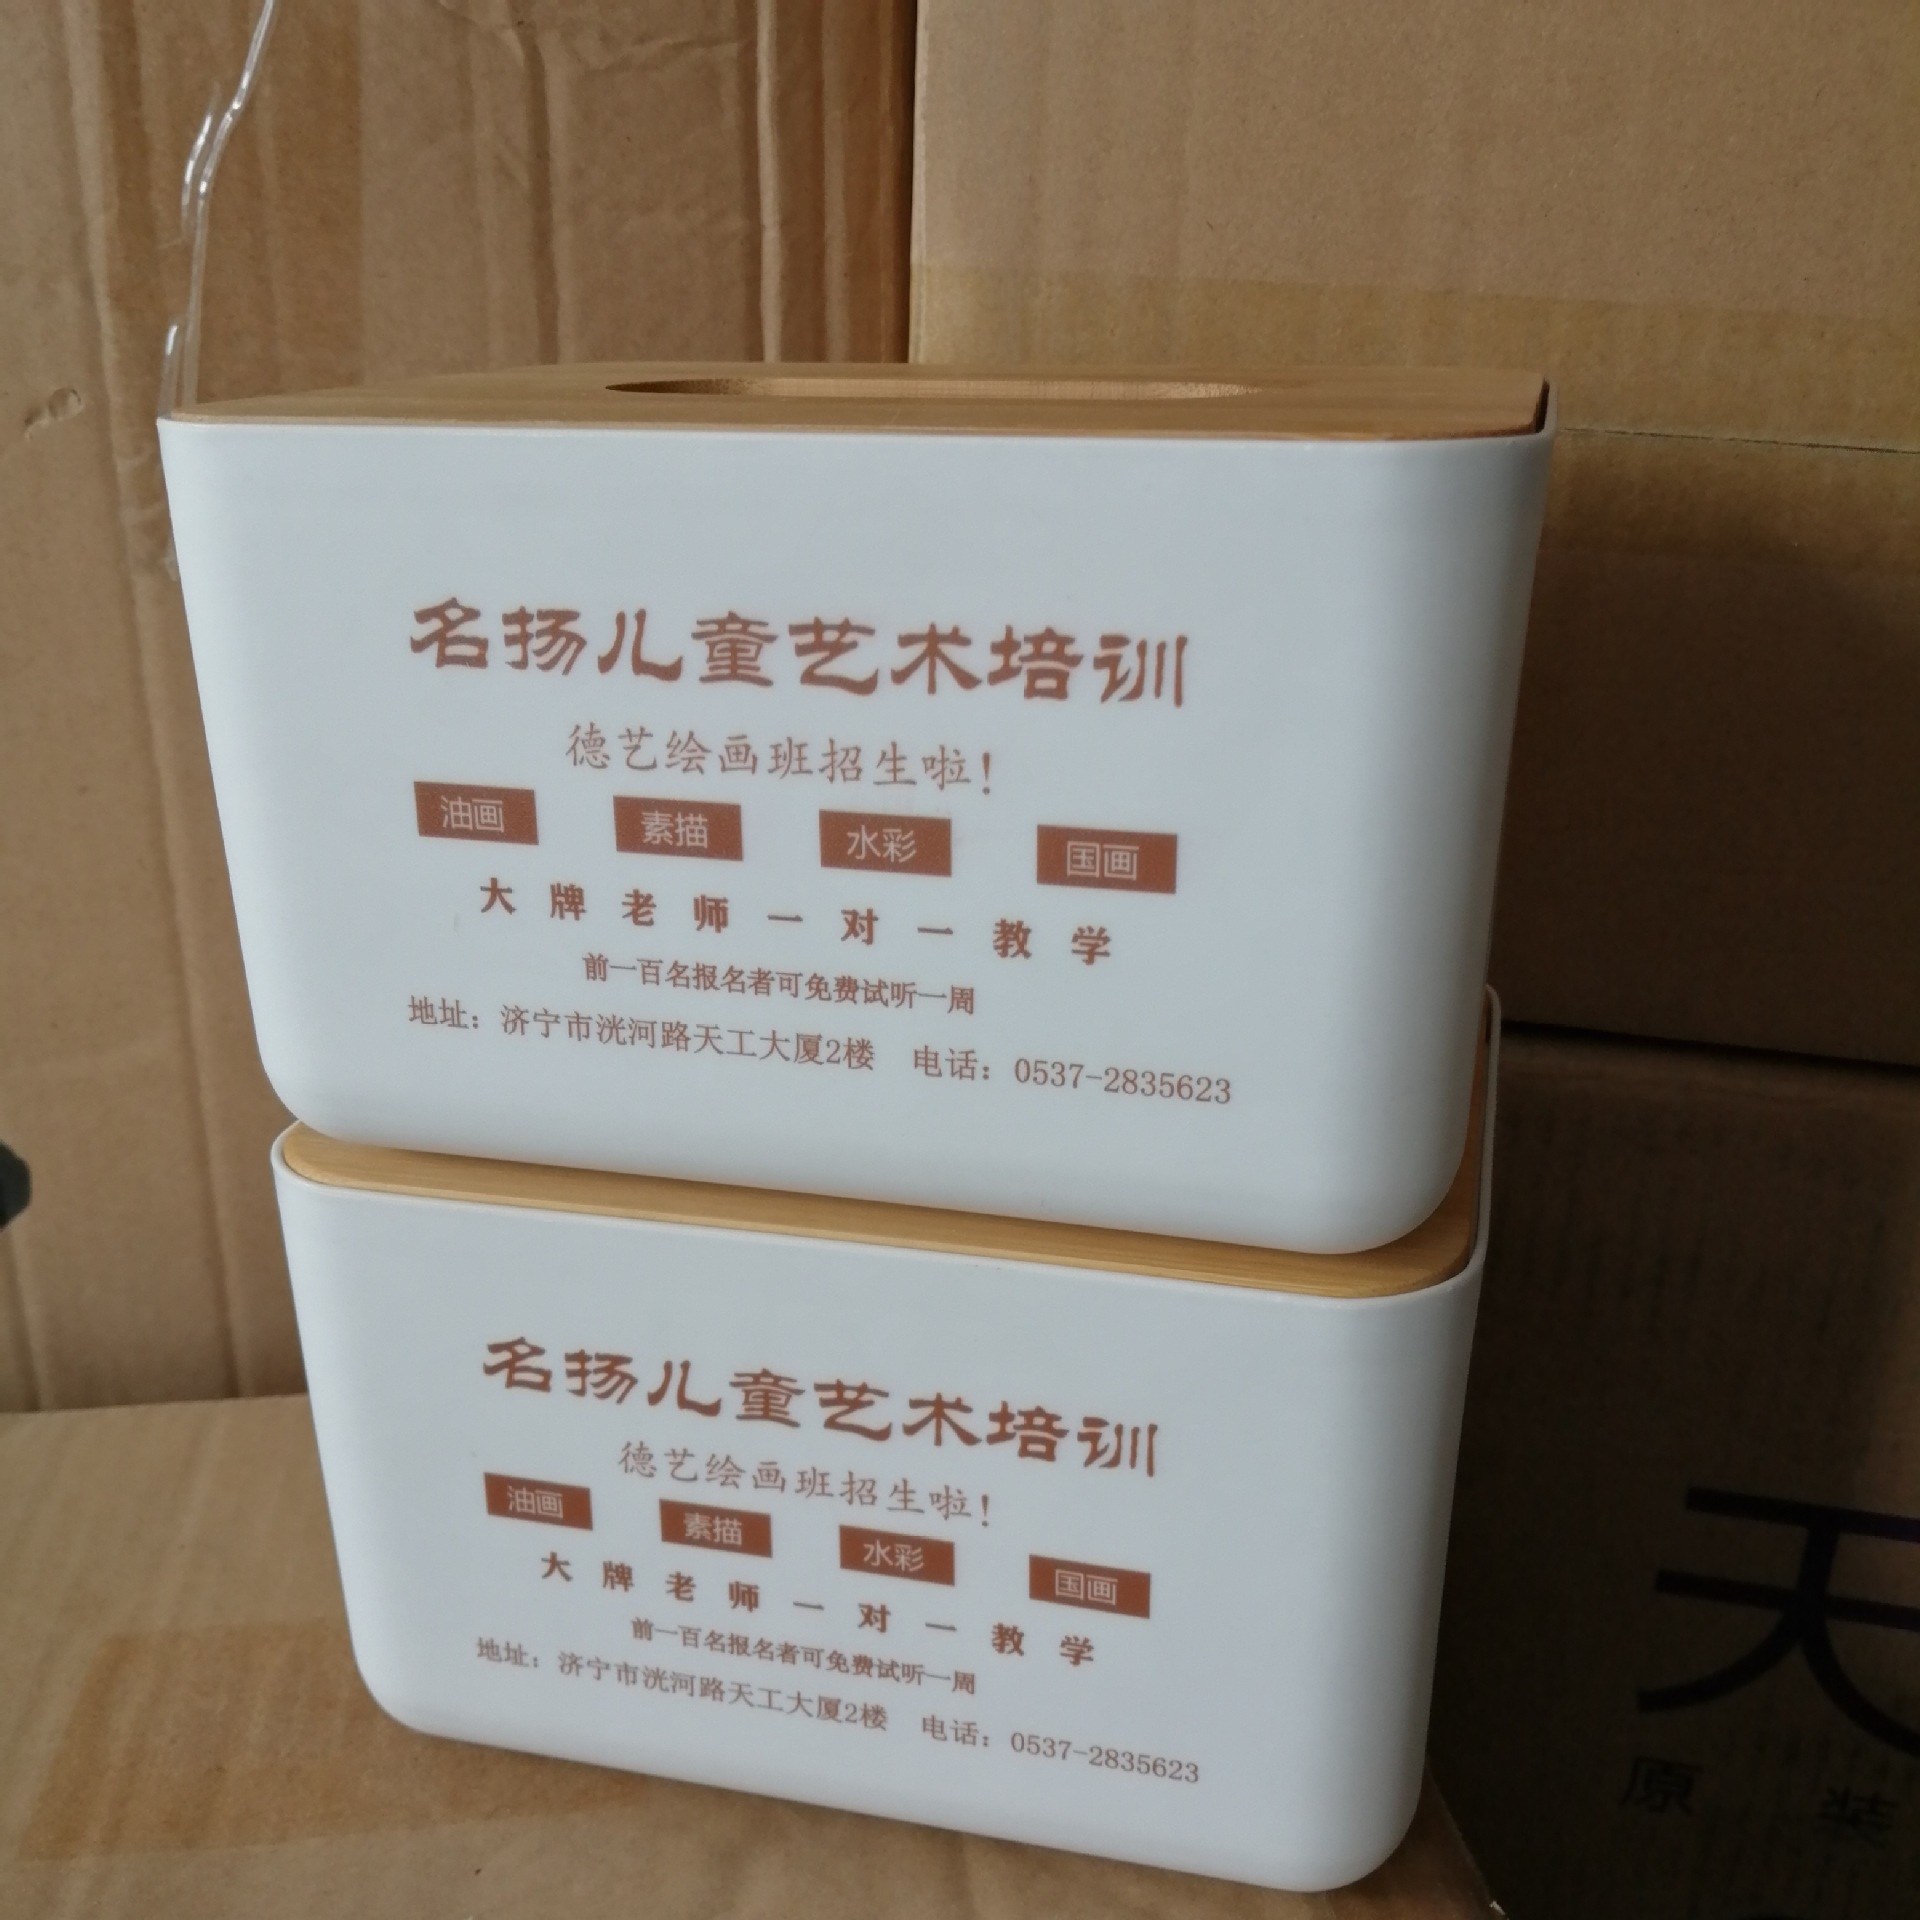 名扬儿童艺术培训
德艺绘画班招生啦!
油画 素描 水彩 国画
大牌老师一对一教学
前一百名报名者可免费试听一周
地址：济宁市洸河路天工大厦2楼 电话：0537-2835623
名扬儿童艺术培训
德艺绘画班招生啦!
油画 素描 水彩 国画
大牌老师一对一教学
前一百名报名者可免费试听一周
地址：济宁市洸河路天工大厦2楼 电话：0537-2835623
天
原装